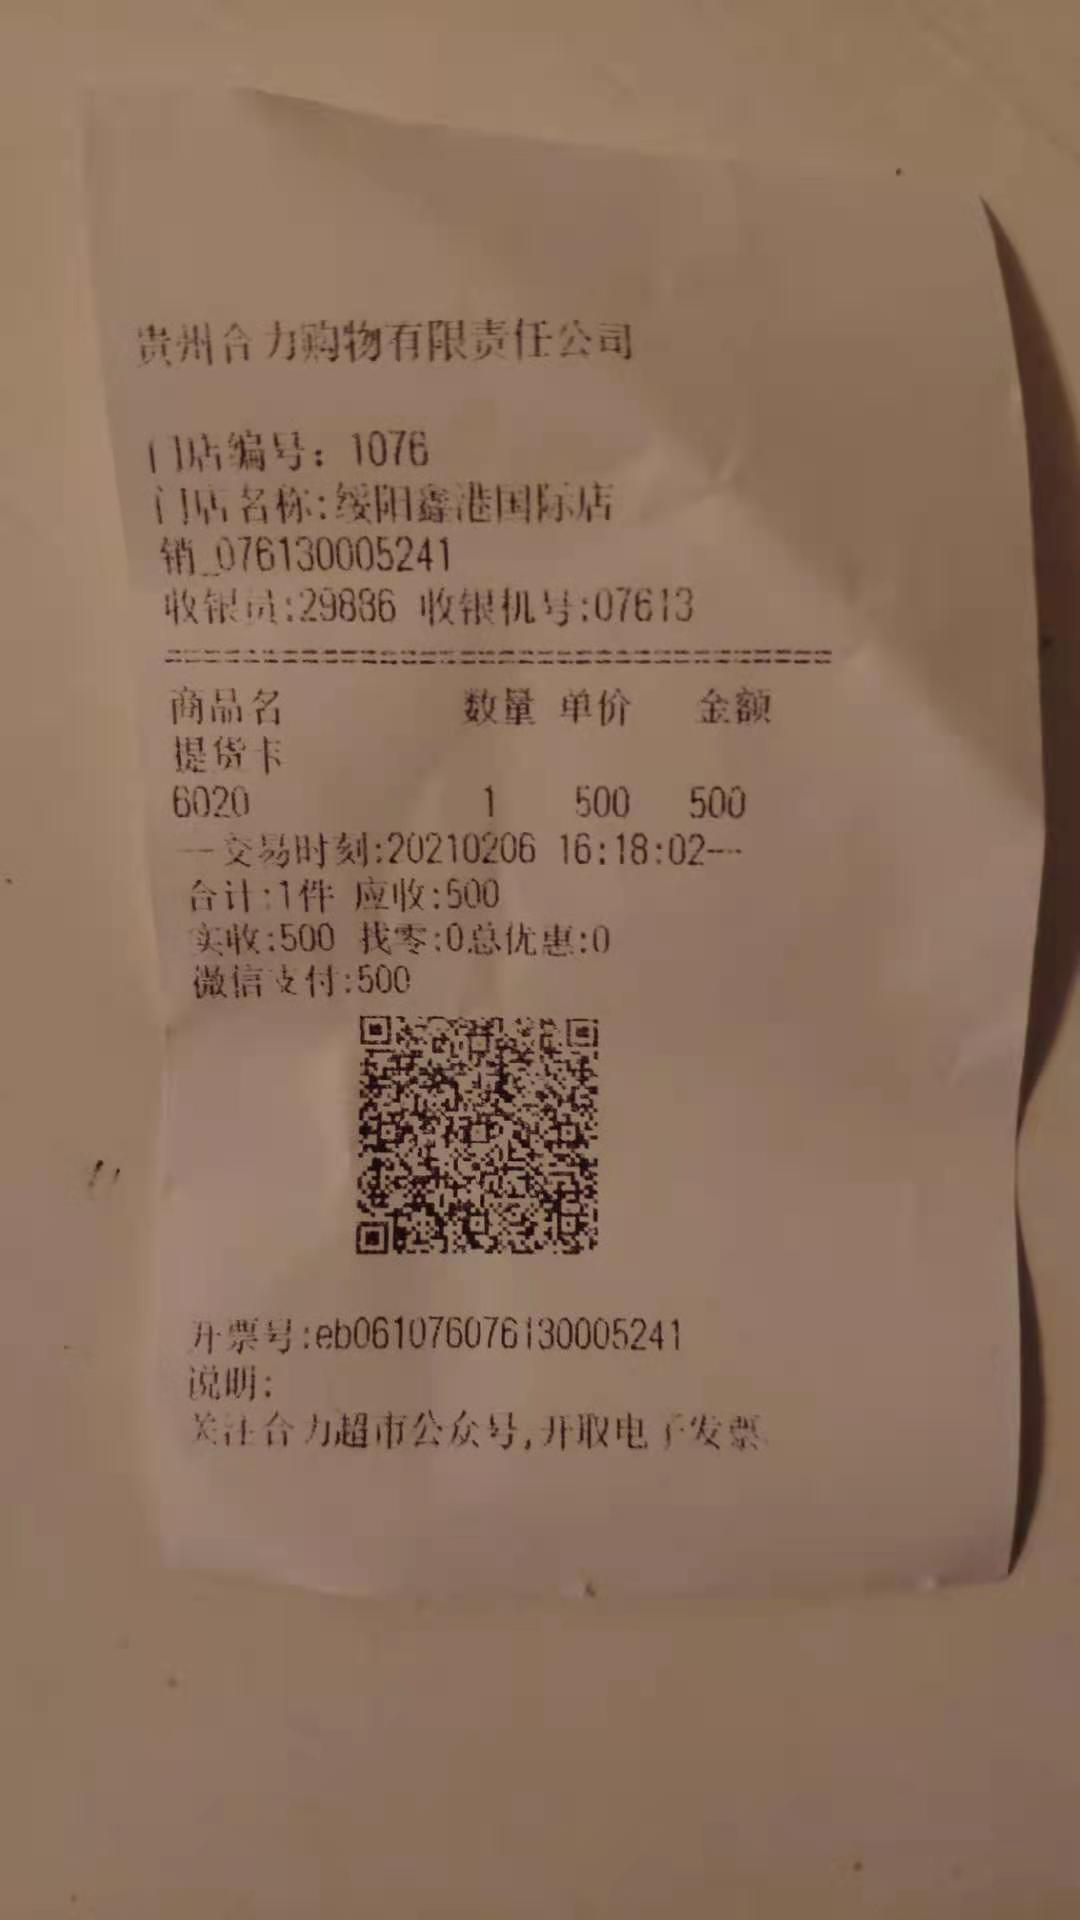 贵州合力购物有限责任公司
门店编号：1076
门店名称:绥阳鑫港国际店
销_076130005241
收银员:29886 收银机号:07613
商品名 数量 单价 金额
提货卡
6020 1 500 500
---交易时刻:20210206 16:18:02---
合计:1件 应收:500
实收:500 找零:0总优惠:0
微信支付:500
开票号:eb061076076130005241
说明:
关注合力超市公众号,开取电子发票